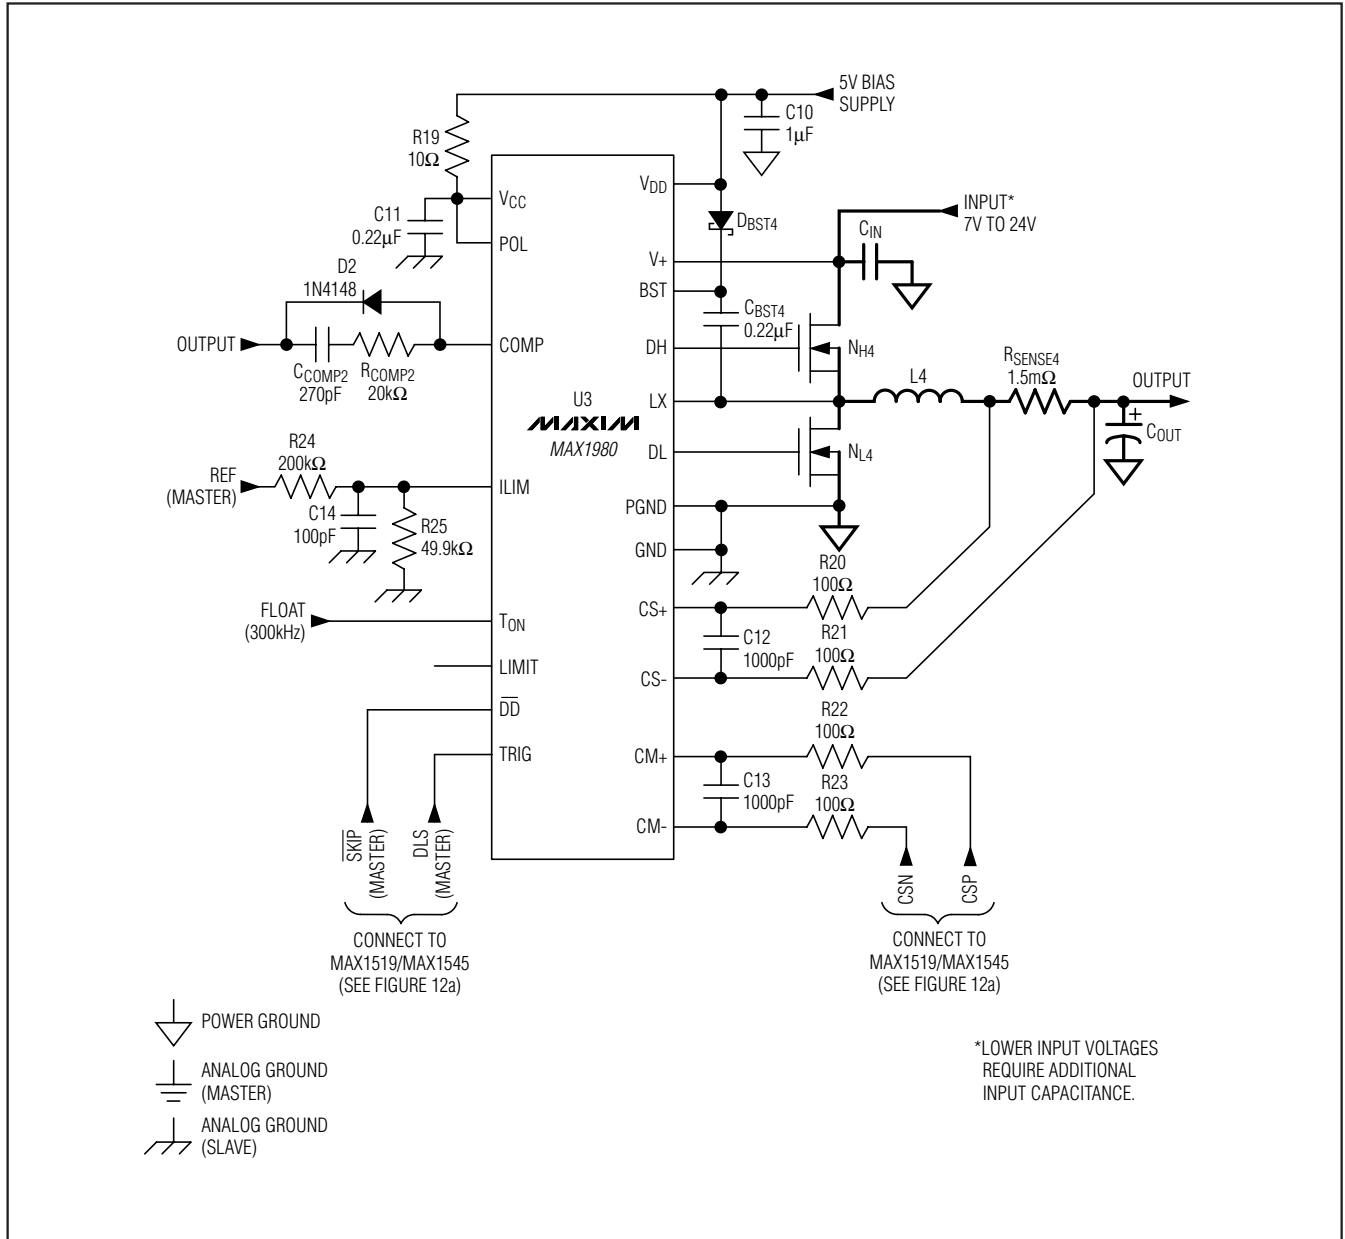 5V BIAS
SUPPLY
C10
1µF
R19
10Ω
VDD
VCC
DBST4
INPUT*
7V TO 24V
C11
0.22µF
CIN
POL
V+
D2
1N4148
BST
CBST4
0.22µF
OUTPUT
COMP
DH
NH4
CCOMP2
270pF
RCOMP2
20kΩ
RSENSE4
1.5mΩ
L4
OUTPUT
U3
MAXIM
MAX1980
LX
+
COUT
DL
NL4
R24
200kΩ
REF
(MASTER)
ILIM
C14
100pF
R25
49.9kΩ
PGND
GND
R20
100Ω
FLOAT
(300kHz)
TON
CS+
C12
1000pF
R21
100Ω
LIMIT
CS-
DD
R22
100Ω
TRIG
CM+
C13
1000pF
R23
100Ω
CM-
SKIP
(MASTER)
DLS
(MASTER)
CSN
CSP
CONNECT TO
MAX1519/MAX1545
(SEE FIGURE 12a)
CONNECT TO
MAX1519/MAX1545
(SEE FIGURE 12a)
POWER GROUND
ANALOG GROUND
(MASTER)
ANALOG GROUND
(SLAVE)
*LOWER INPUT VOLTAGES
REQUIRE ADDITIONAL
INPUT CAPACITANCE.